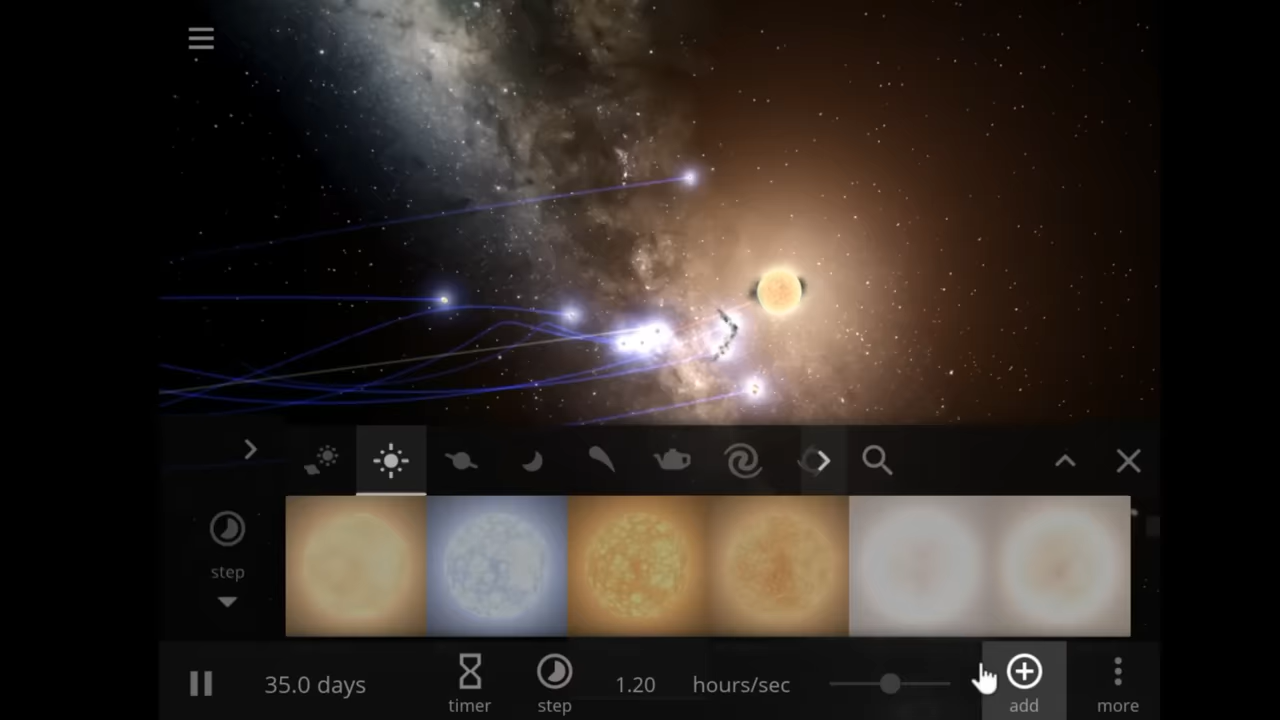 step
35.0 days
timer
step
1.20 hours/sec
add
more